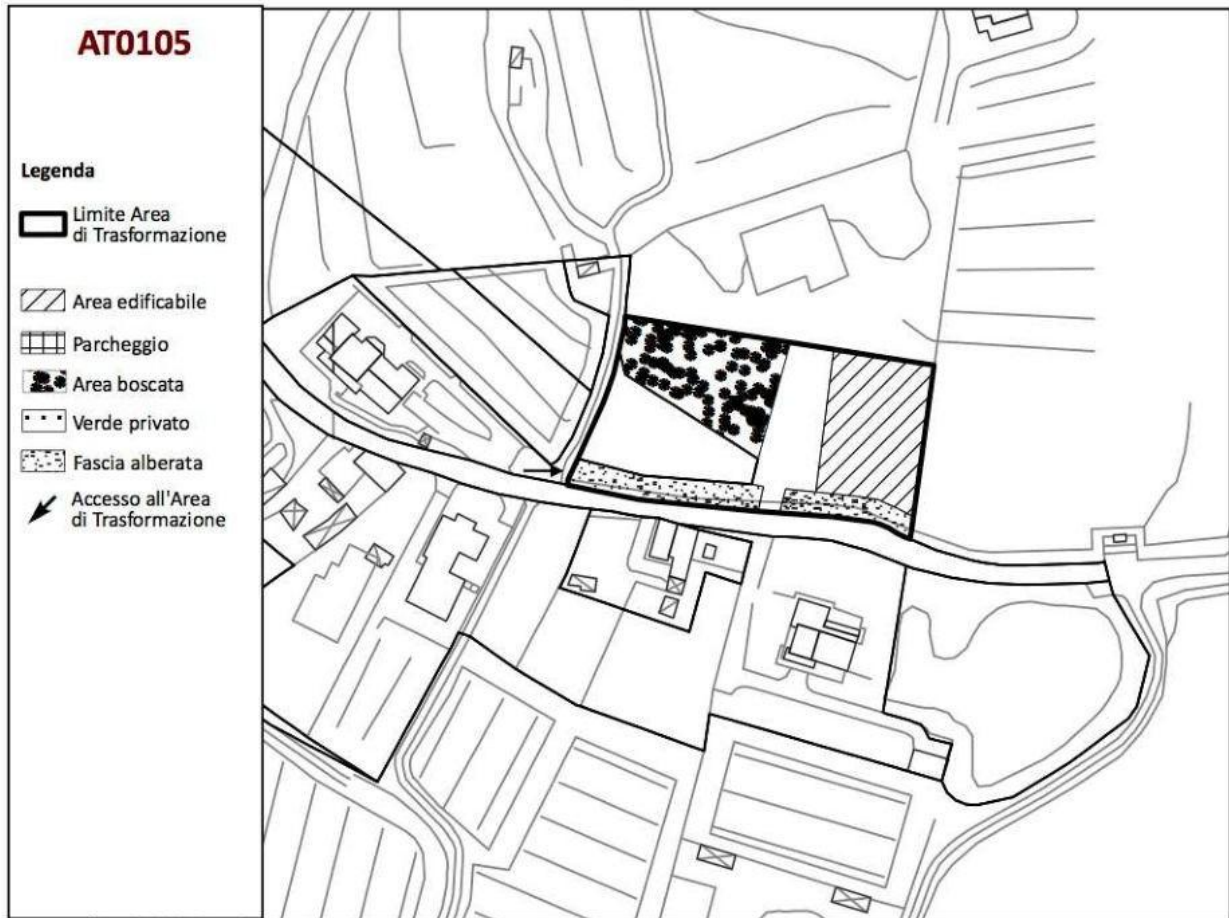 AT0105
Legenda
Limite Area
di Trasformazione
Area edificabile
Parcheggio
Area boscata
Verde privato
Fascia alberata
Accesso all'Area
di Trasformazione